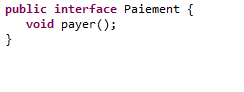 public interface Paiement {
   void payer();
}